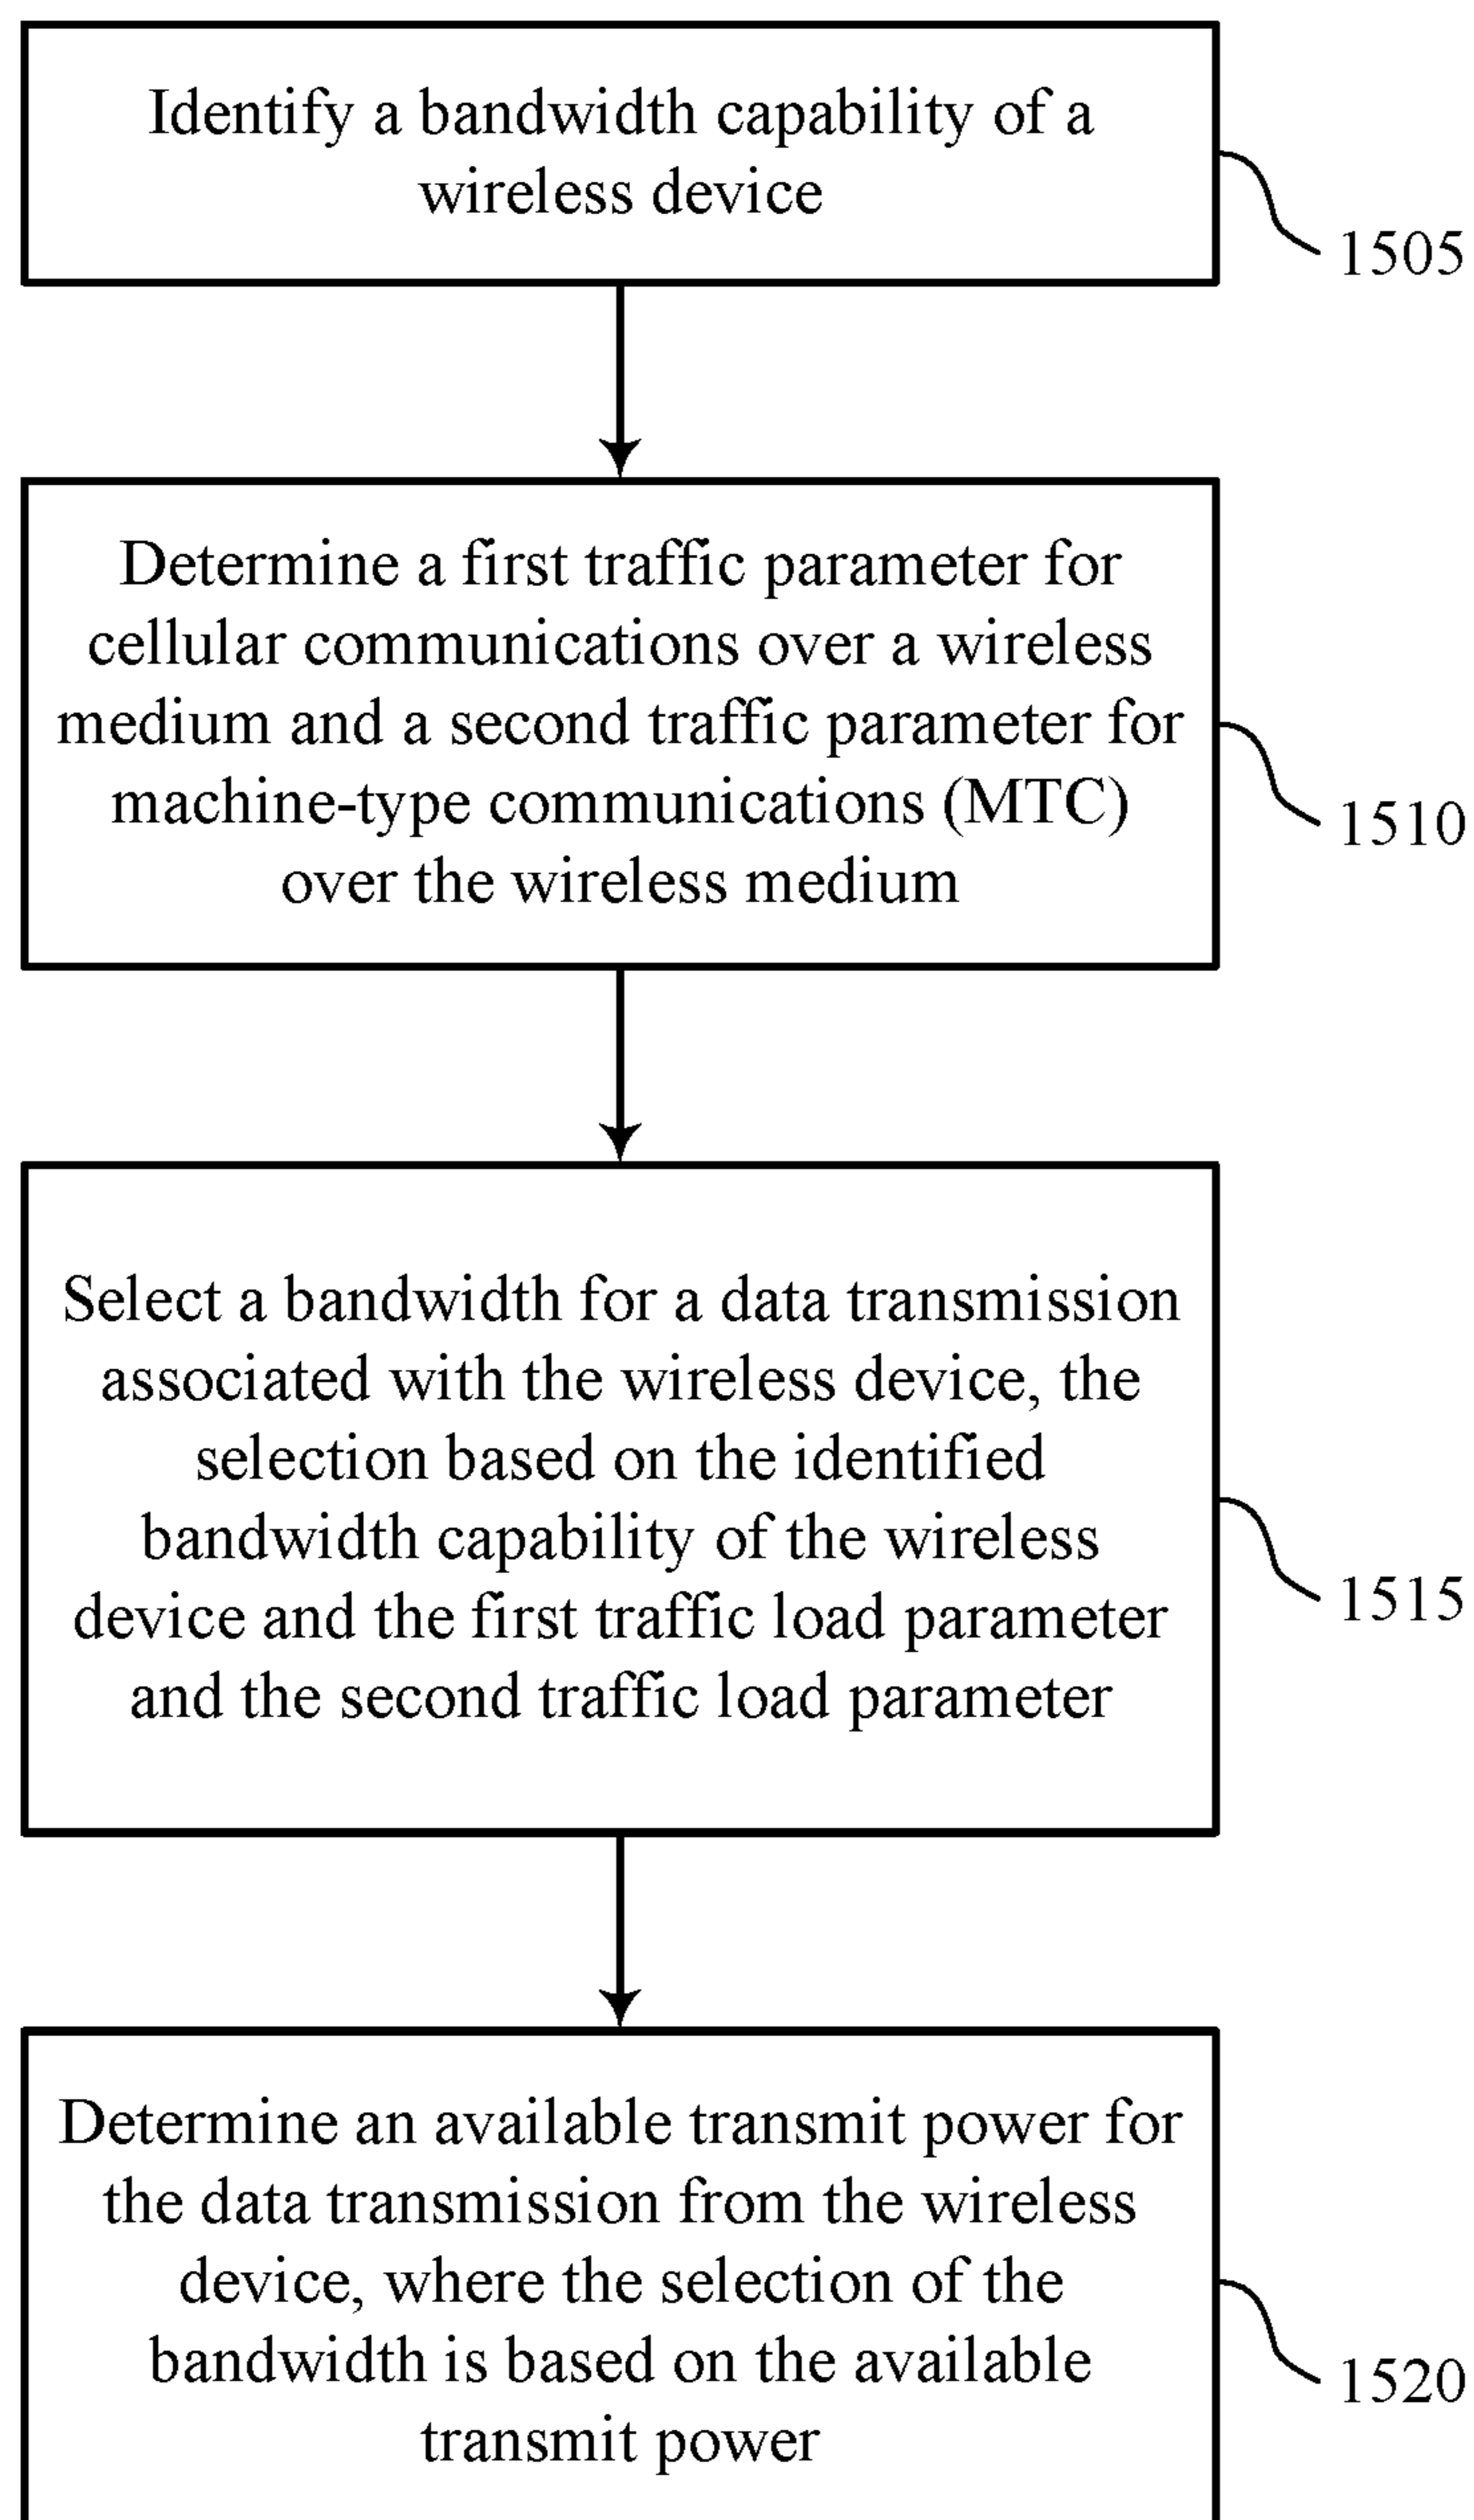 Identify a bandwidth capability of a
wireless device
1505
Determine a first traffic parameter for
cellular communications over a wireless
medium and a second traffic parameter for
machine-type communications (MTC)
over the wireless medium
1510
Select a bandwidth for a data transmission
associated with the wireless device, the
selection based on the identified
bandwidth capability of the wireless
device and the first traffic load parameter
and the second traffic load parameter
1515
Determine an available transmit power for
the data transmission from the wireless
device, where the selection of the
bandwidth is based on the available
transmit power
1520